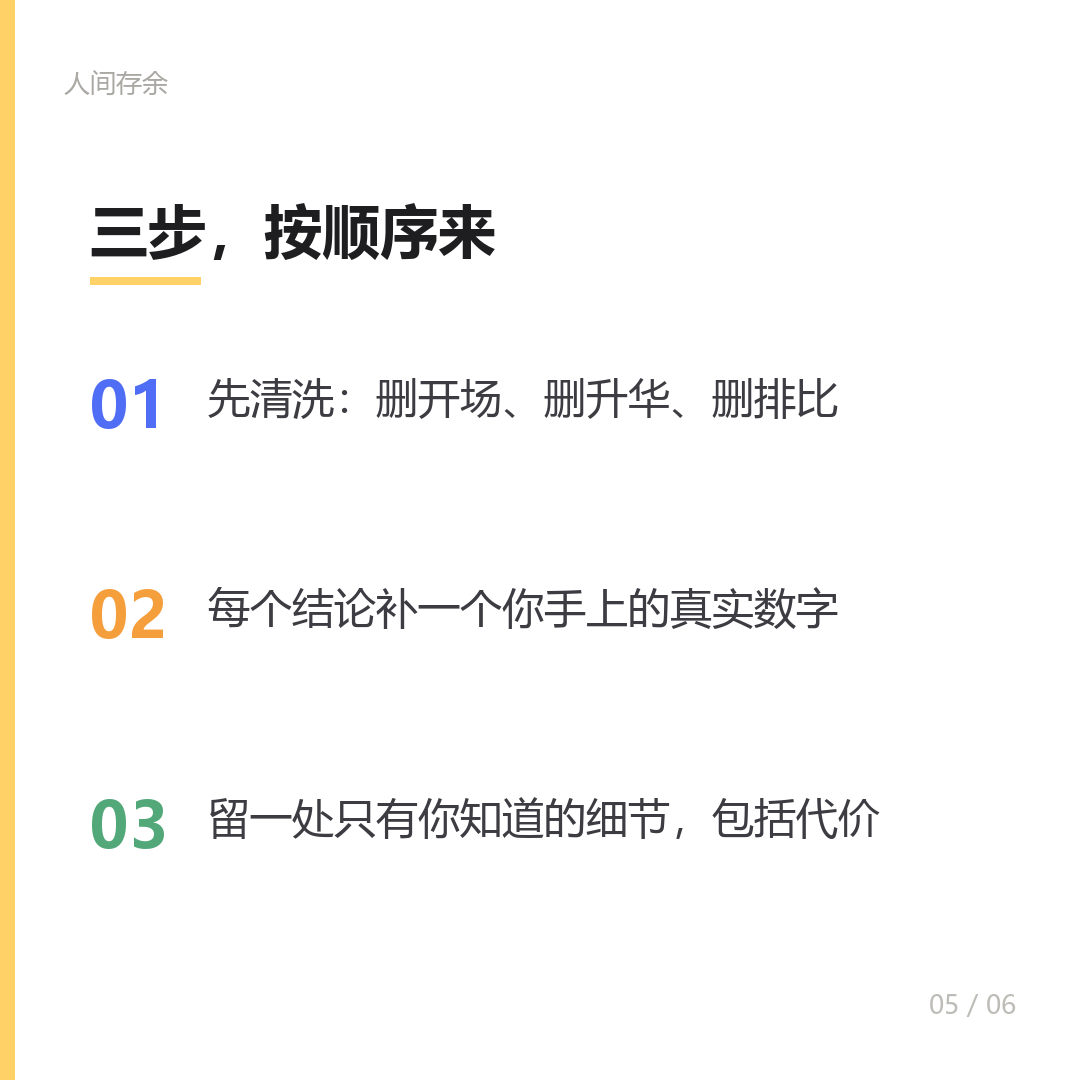 人间存余
三步，按顺序来
01 先清洗：删开场、删升华、删排比
02 每个结论补一个你手上的真实数字
03 留一处只有你知道的细节，包括代价
05 / 06